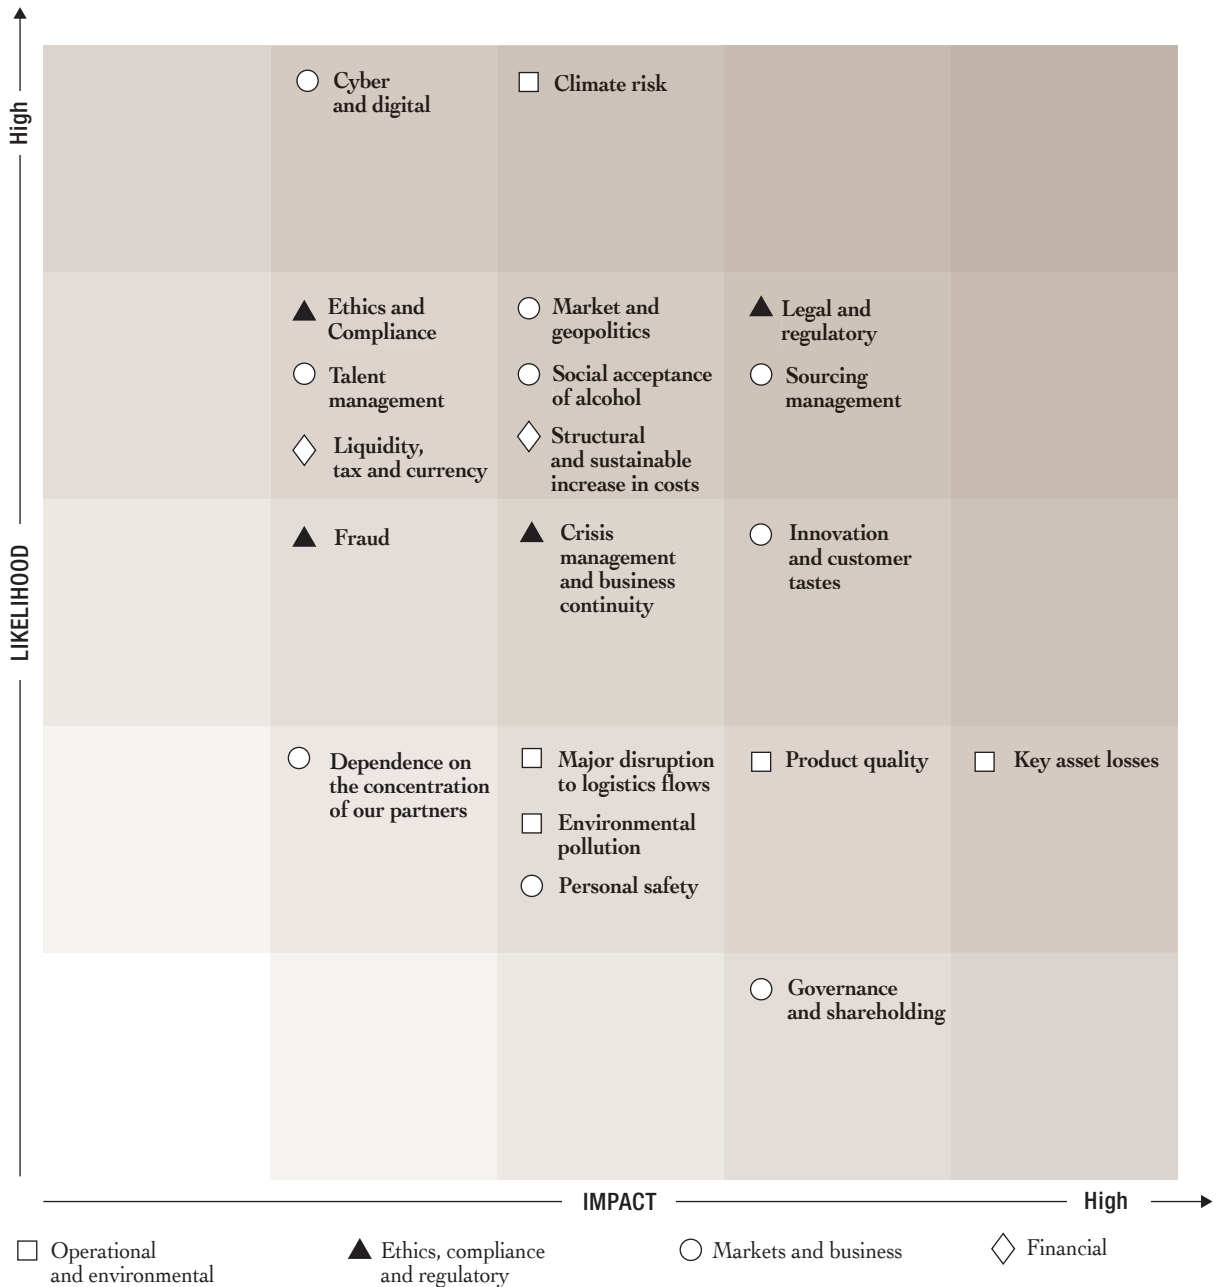 High
LIKELIHOOD
Cyber
and digital
Climate risk
Ethics and
Compliance
Market and
geopolitics
Legal and
regulatory
Talent
management
Social acceptance
of alcohol
Sourcing
management
Liquidity,
tax and currency
Structural
and sustainable
increase in costs
Fraud
Crisis
management
and business
continuity
Innovation
and customer
tastes
Dependence on
the concentration
of our partners
Major disruption
to logistics flows
Product quality
Key asset losses
Environmental
pollution
Personal safety
Governance
and shareholding
IMPACT
High
Operational
and environmental
Ethics, compliance
and regulatory
Markets and business
Financial